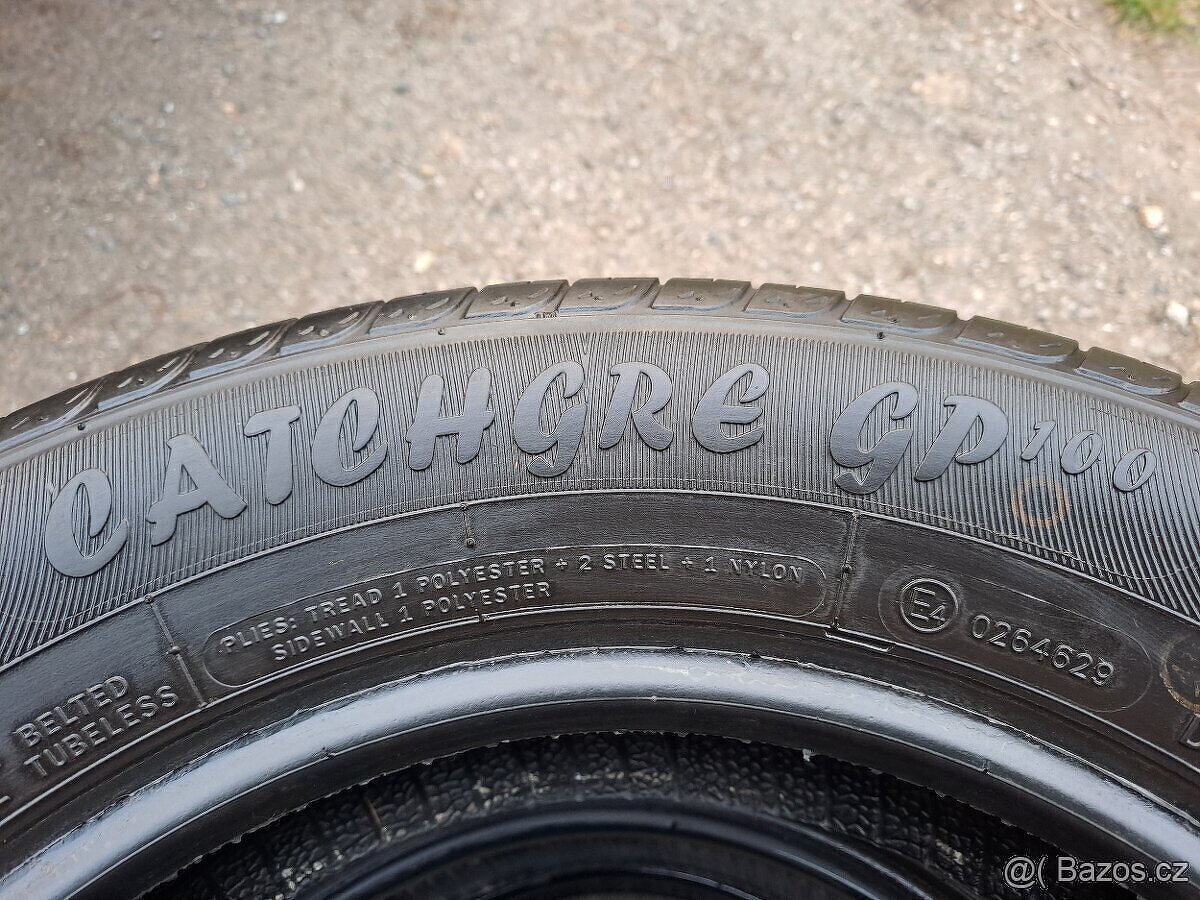 CATCHGRE GP100
PLIES: TREAD 1 POLYESTER + 2 STEEL + 1 NYLON
SIDEWALL 1 POLYESTER
E4 0264629
BELTED
TUBELESS
@( Bazos.cz